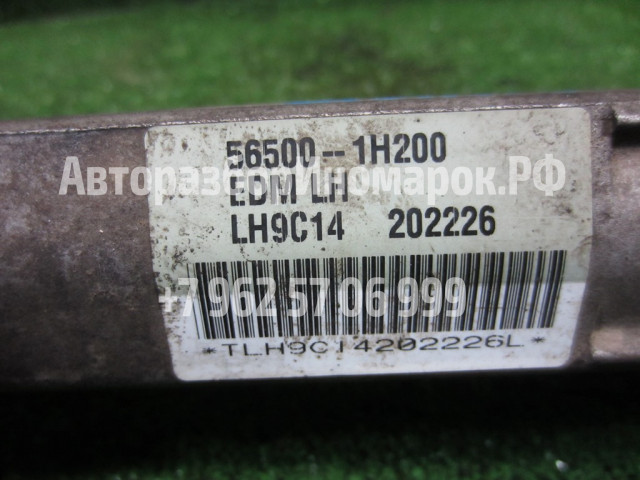 56500--1H200
Авторазбор Иномарок.РФ
EDM LH
LH9C14 202226
+79625706999
*TLH9C14202226L*